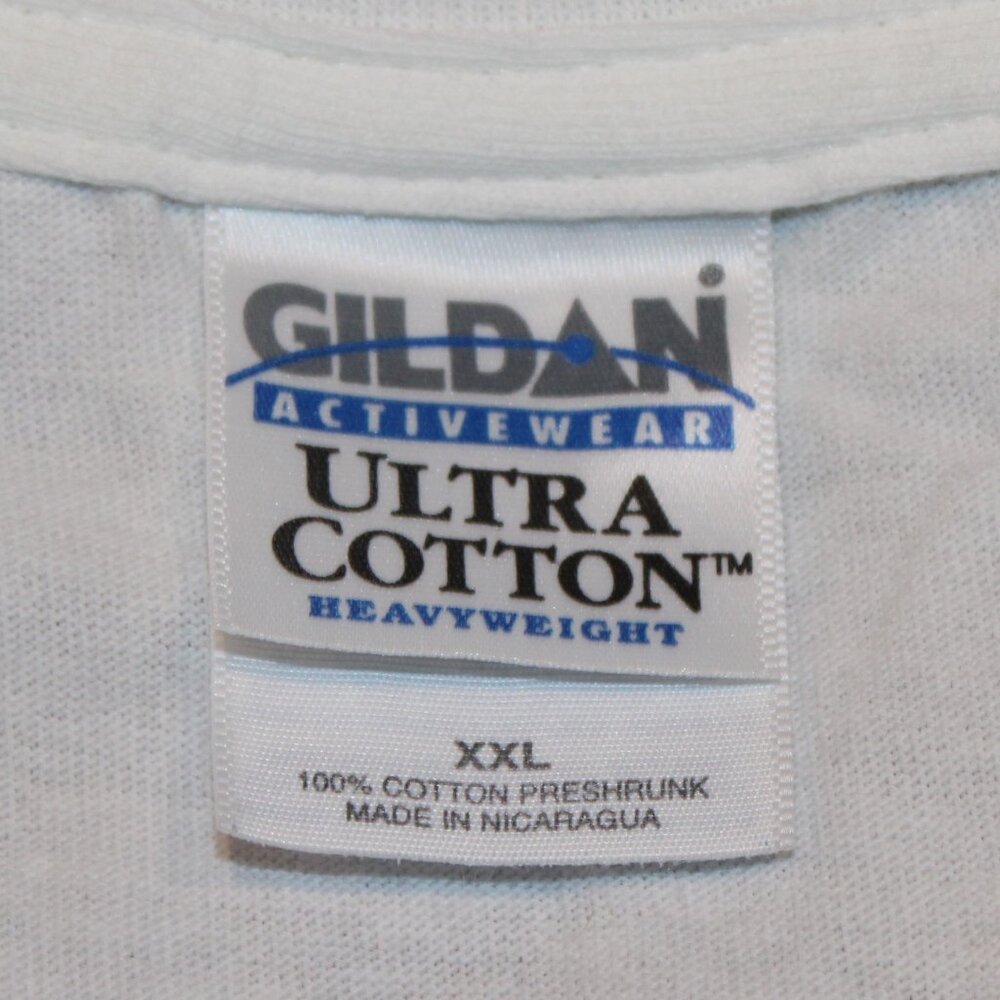 GILDAN
ACTIVEWEAR
ULTRA
COTTON™
HEAVYWEIGHT
XXL
100% COTTON PRESHRUNK
MADE IN NICARAGUA